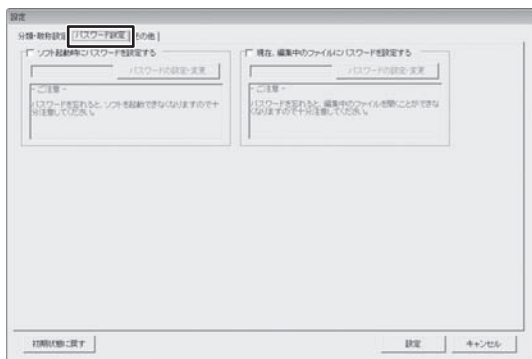 設定
分類・敬称設定 パスワード設定 その他
ソフト起動時にパスワードを設定する
パスワードの設定・変更
- ご注意 -
パスワードを忘れると、ソフトを起動できなくなりますので十
分注意してください。
現在、編集中のファイルにパスワードを設定する
パスワードの設定・変更
- ご注意 -
パスワードを忘れると、編集中のファイルを開くことができな
くなりますので十分注意してください。
初期状態に戻す 設定 キャンセル